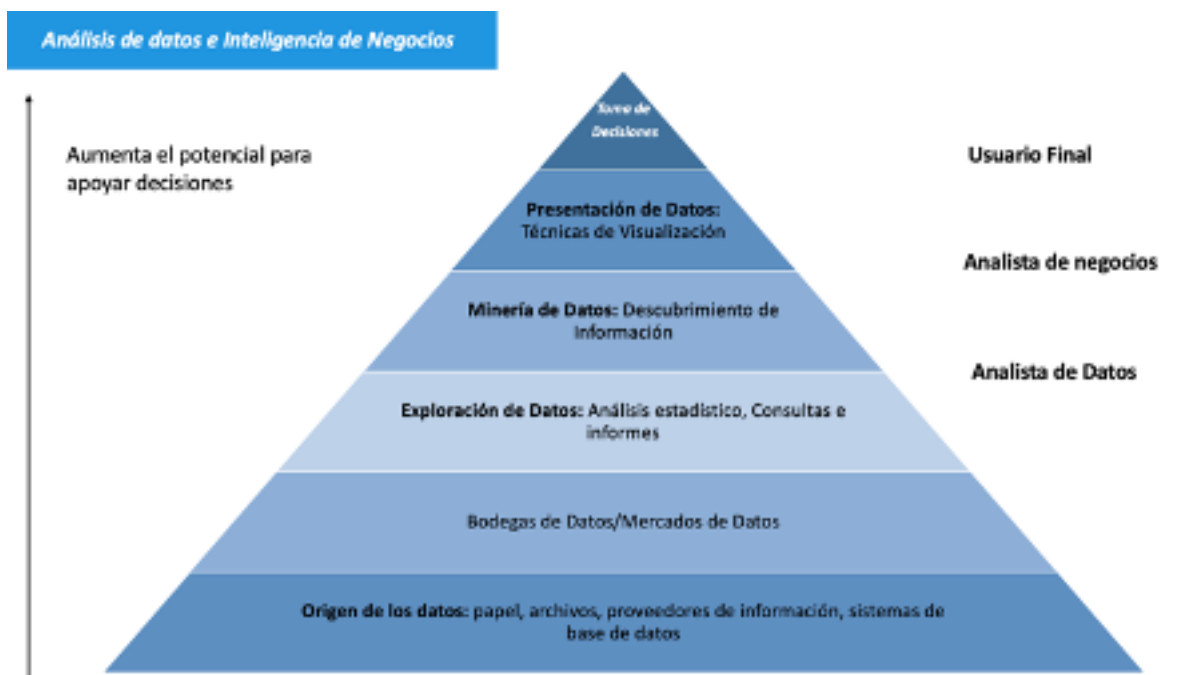 Análisis de datos e Inteligencia de Negocios
Aumenta el potencial para
apoyar decisiones
Toma de
Decisiones
Usuario Final
Presentación de Datos:
Técnicas de Visualización
Analista de negocios
Minería de Datos: Descubrimiento de
Información
Analista de Datos
Exploración de Datos: Análisis estadístico, Consultas e
informes
Bodegas de Datos/Mercados de Datos
Origen de los datos: papel, archivos, proveedores de información, sistemas de
base de datos